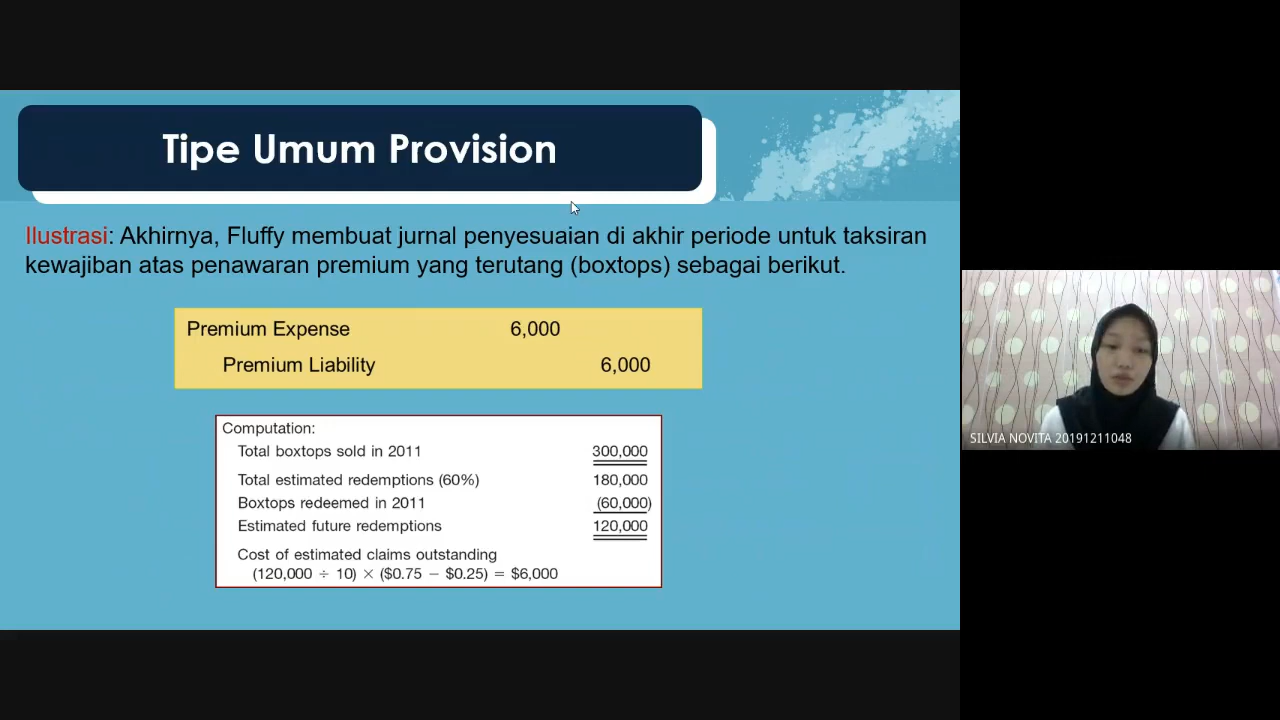 Tipe Umum Provision
Ilustrasi: Akhirnya, Fluffy membuat jurnal penyesuaian di akhir periode untuk taksiran
kewajiban atas penawaran premium yang terutang (boxtops) sebagai berikut.
Premium Expense 6,000
Premium Liability 6,000
Computation:
Total boxtops sold in 2011 300,000
Total estimated redemptions (60%) 180,000
Boxtops redeemed in 2011 (60,000)
Estimated future redemptions 120,000
Cost of estimated claims outstanding
(120,000 ÷ 10) × ($0.75 − $0.25) = $6,000
SILVIA NOVITA 20191211048